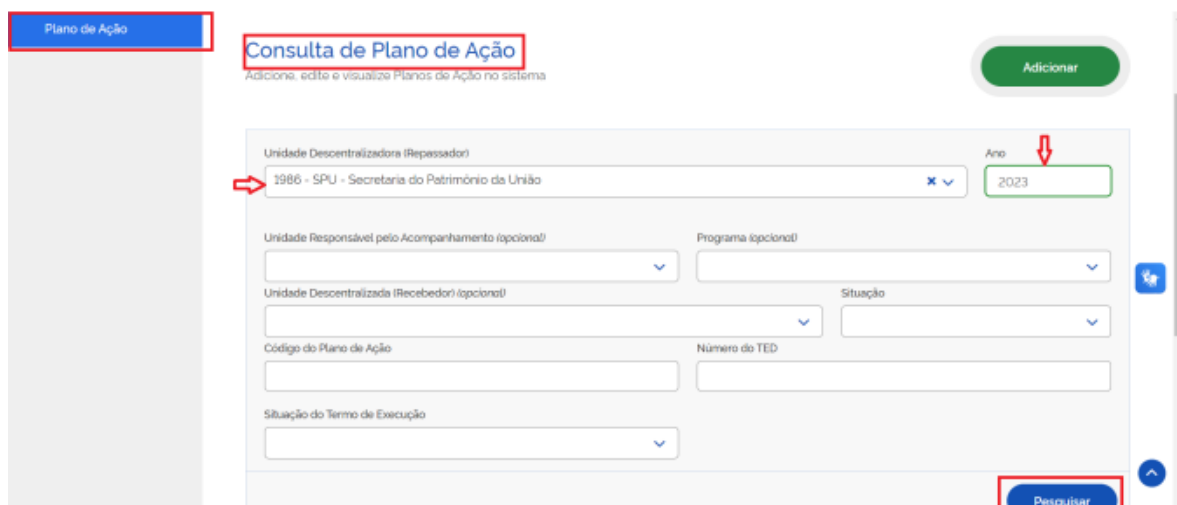 Plano de Ação
Consulta de Plano de Ação
Adicione, edite e visualize Planos de Ação no sistema
Adicionar
Unidade Descentralizadora (Repassador)
Ano
1986 - SPU - Secretaria do Patrimônio da União
2023
Unidade Responsável pelo Acompanhamento (opcional)
Programa (opcional)
Unidade Descentralizada (Recebedor) (opcional)
Situação
Código do Plano de Ação
Número do TED
Situação do Termo de Execução
Pesquisar